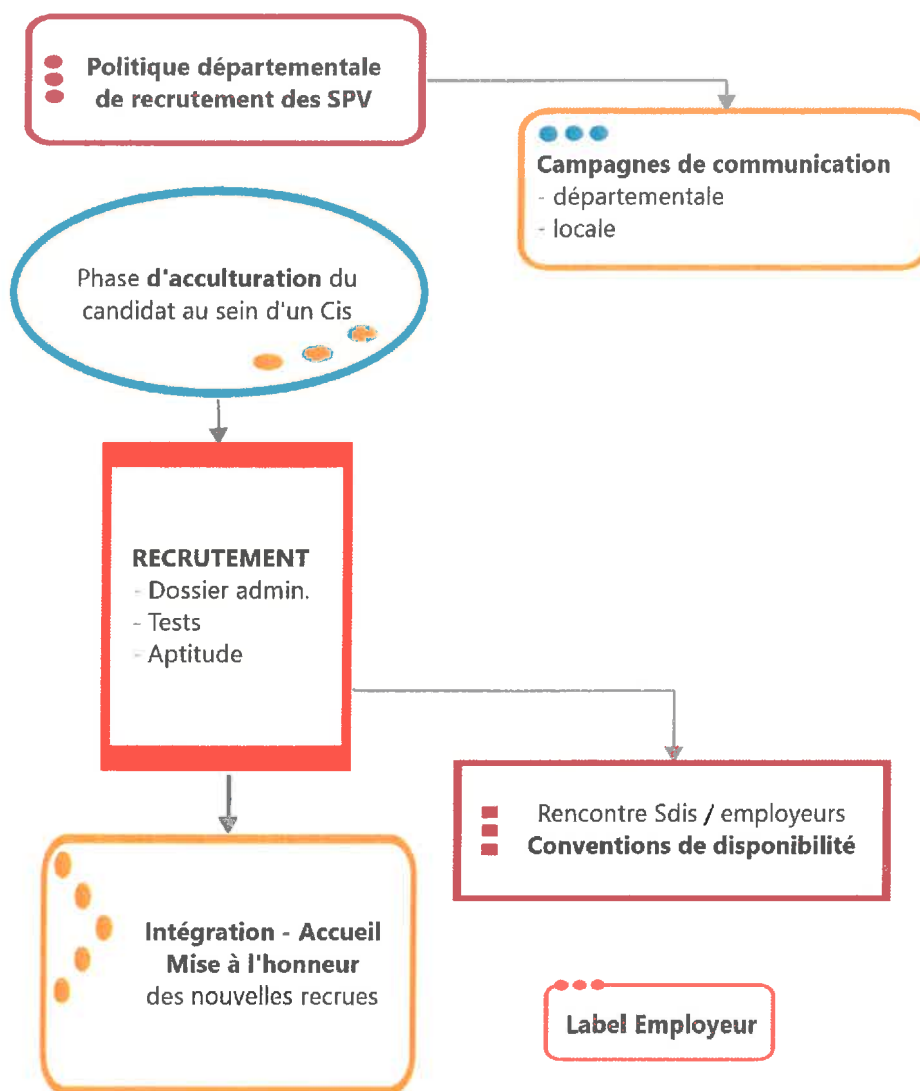 Politique départementale
de recrutement des SPV
Campagnes de communication
- départementale
- locale
Phase d'acculturation du
candidat au sein d'un Cis
RECRUTEMENT
- Dossier admin.
- Tests
- Aptitude
Rencontre Sdis / employeurs
Conventions de disponibilité
Intégration - Accueil
Mise à l'honneur
des nouvelles recrues
Label Employeur